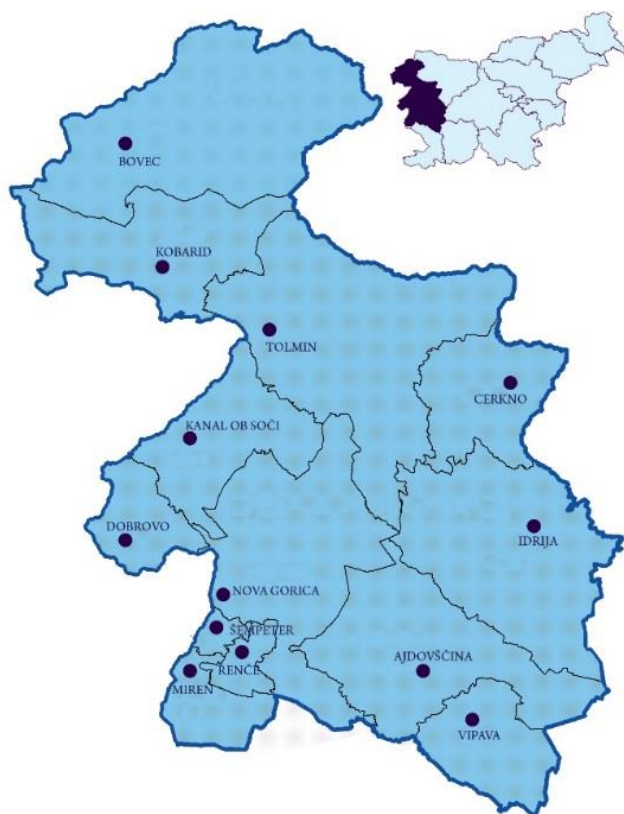 BOVEC
KOBARID
TOLMIN
CERKNO
KANAL OB SOČI
DOBROVO
IDRIJA
NOVA GORICA
ŠEMPETER
AJDOVŠČINA
RENČE
MIREN
VIPAVA